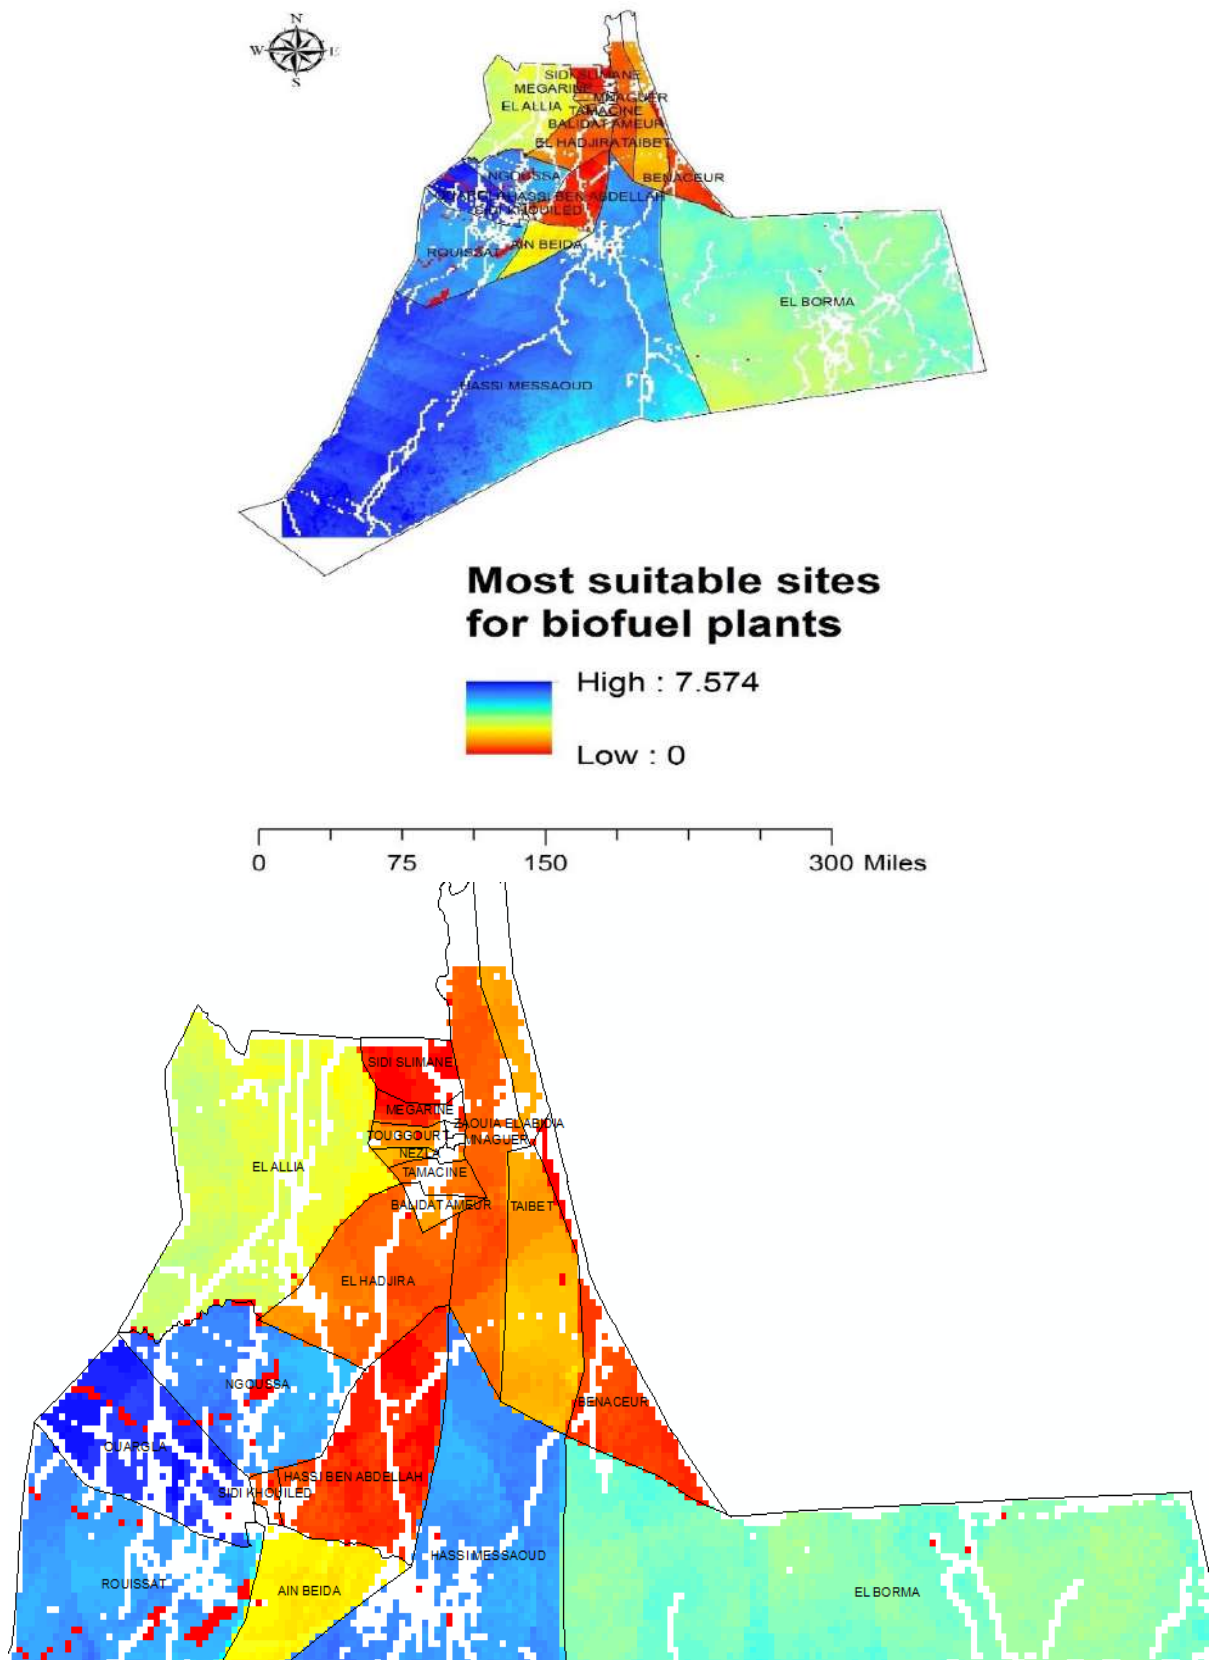 N
W
E
S
SIDI SLIMANE
MEGARINE
MNAGUER
EL ALLIA
TAMACINE
BALIDAT AMEUR
EL HADJIRA
TAIBET
NGOUSSA
BENACEUR
HASSI BEN ABDELLAH
SIDI KHOUILED
ROUISSAT
AIN BEIDA
EL BORMA
HASSI MESSAOUD
Most suitable sites
for biofuel plants
High : 7.574
Low : 0
0 75 150 300 Miles
SIDI SLIMANE
MEGARINE
ZAOUIA EL ABIDIA
TOUGGOURT
MNAGUER
NEZLA
EL ALLIA
TAMACINE
BALIDAT AMEUR
TAIBET
EL HADJIRA
NGOUSSA
BENACEUR
OUARGLA
HASSI BEN ABDELLAH
SIDI KHOUILED
HASSI MESSAOUD
ROUISSAT
AIN BEIDA
EL BORMA